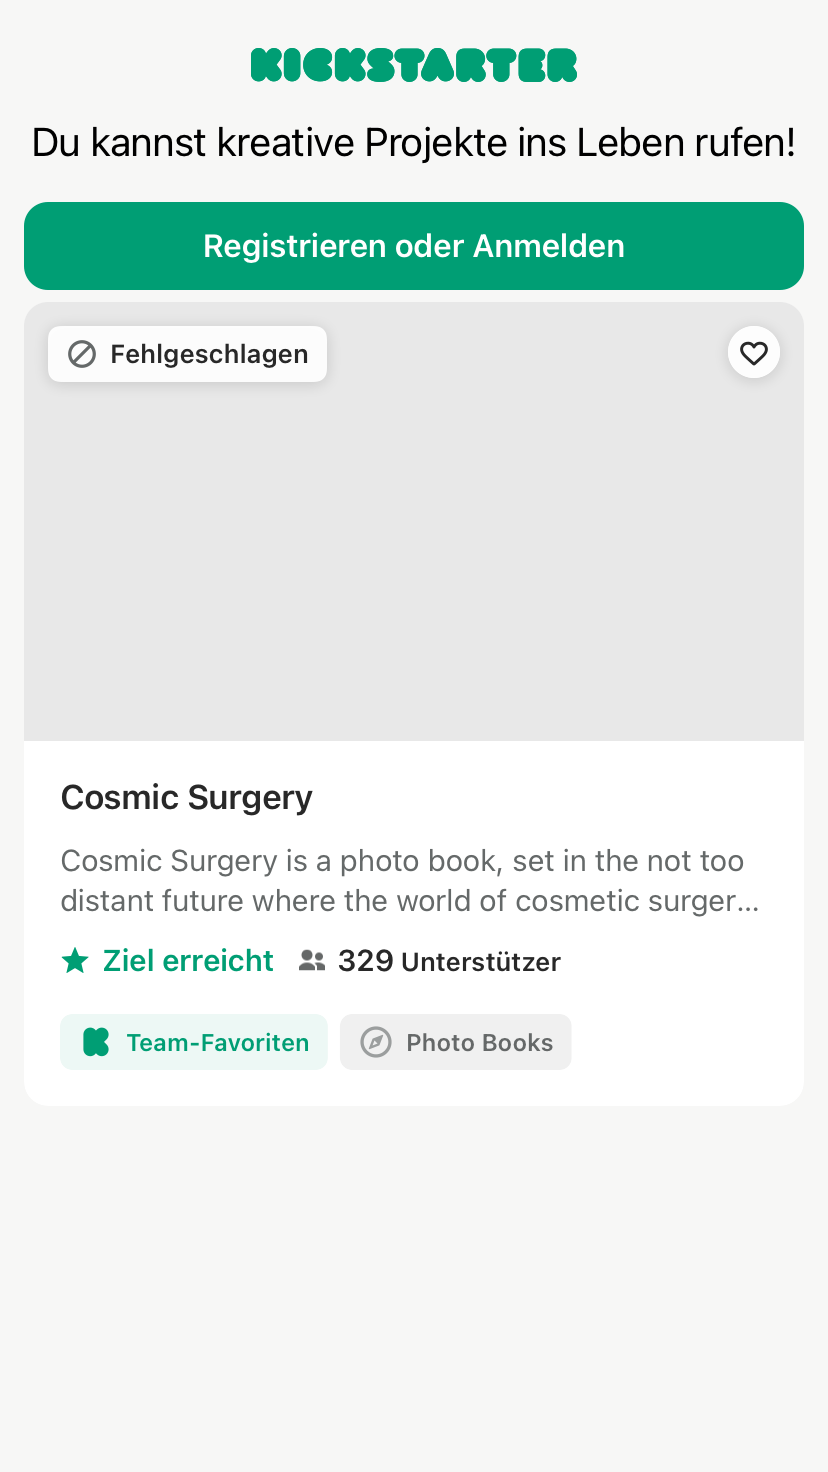 KICKSTARTER
Du kannst kreative Projekte ins Leben rufen!
Registrieren oder Anmelden
Fehlgeschlagen
Cosmic Surgery
Cosmic Surgery is a photo book, set in the not too
distant future where the world of cosmetic surger...
Ziel erreicht 329 Unterstützer
Team-Favoriten Photo Books